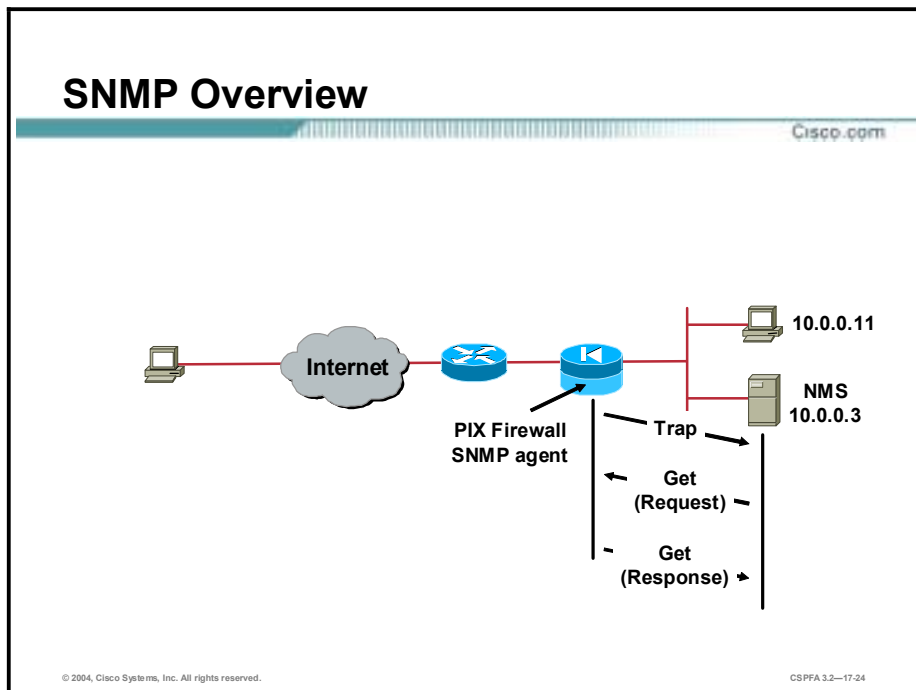 SNMP Overview
Cisco.com
Internet
10.0.0.11
NMS
10.0.0.3
PIX Firewall
SNMP agent
Trap
Get
(Request)
Get
(Response)
© 2004, Cisco Systems, Inc. All rights reserved.
CSPFA 3.2—17-24